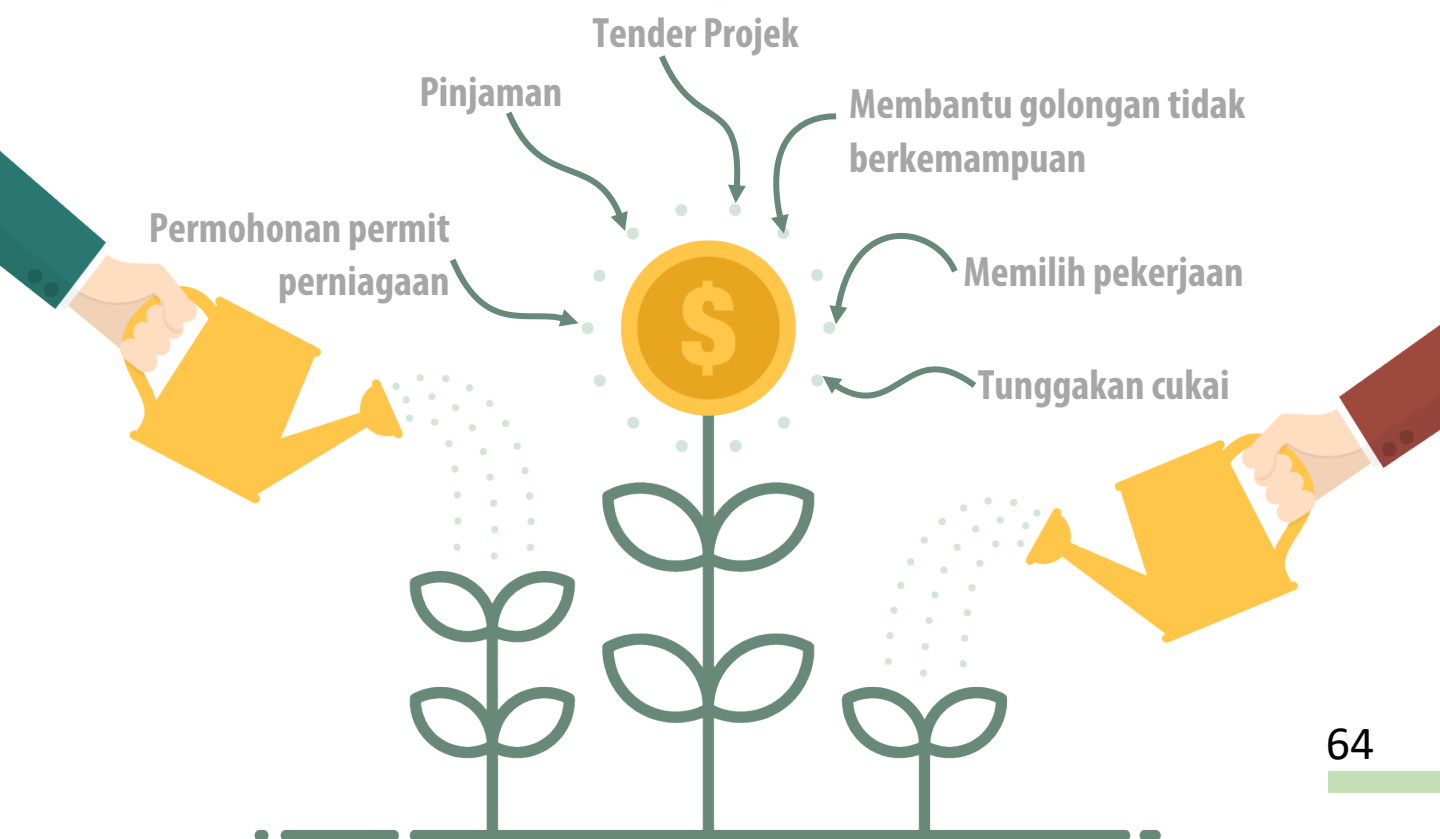 Tender Projek
Pinjaman
Membantu golongan tidak
berkemampuan
Permohonan permit
perniagaan
Memilih pekerjaan
$
Tunggakan cukai
64